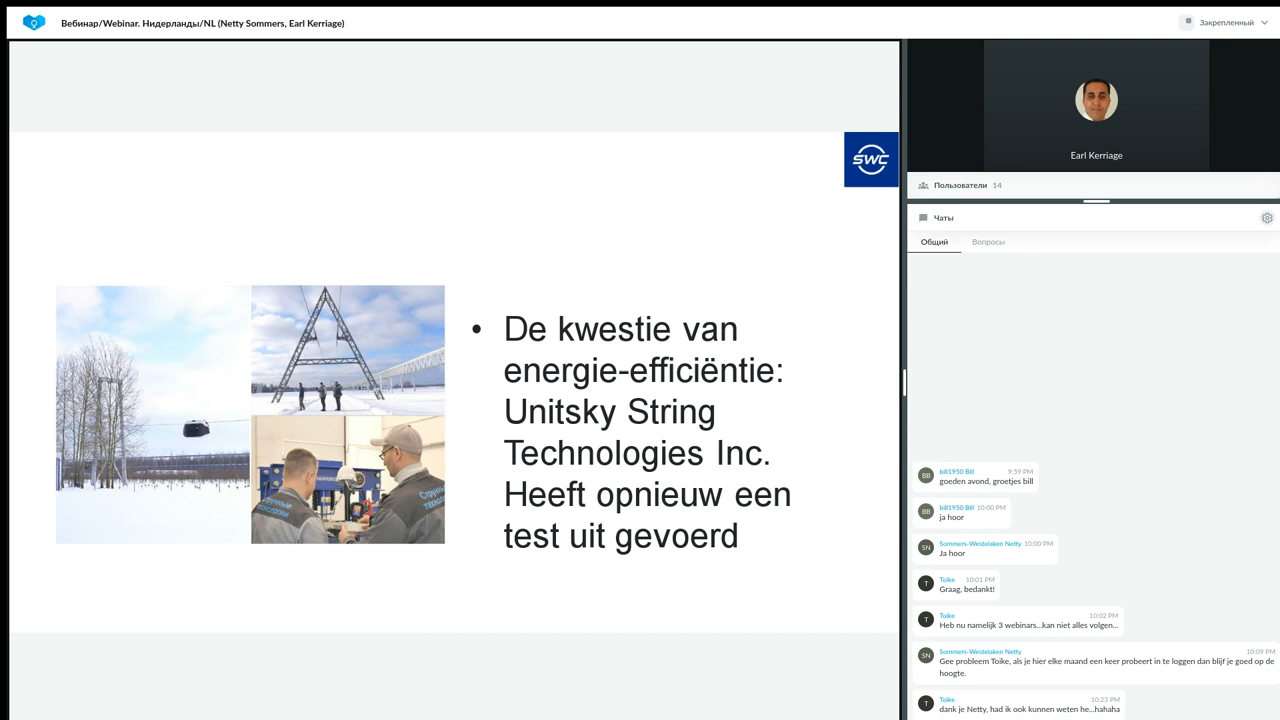 Вебинар/Webinar. Нидерланды/NL (Netty Sommers, Earl Kerriage)
Закрепленный
SWC
De kwestie van
energie-efficiëntie:
Unitsky String
Technologies Inc.
Heeft opnieuw een
test uit gevoerd
Earl Kerriage
Пользователи 14
Чаты
Общий Вопросы
BB bill1950 Bill 9:59 PM
goeden avond, groetjes bill
BB bill1950 Bill 10:00 PM
ja hoor
SN Sommers-Westelaken Netty 10:00 PM
Ja hoor
T Toike 10:01 PM
Graag, bedankt!
T Toike 10:02 PM
Heb nu namelijk 3 webinars...kan niet alles volgen...
SN Sommers-Westelaken Netty 10:09 PM
Gee probleem Toike, als je hier elke maand een keer probeert in te loggen dan blijf je goed op de
hoogte.
T Toike 10:23 PM
dank je Netty, had ik ook kunnen weten he...hahaha